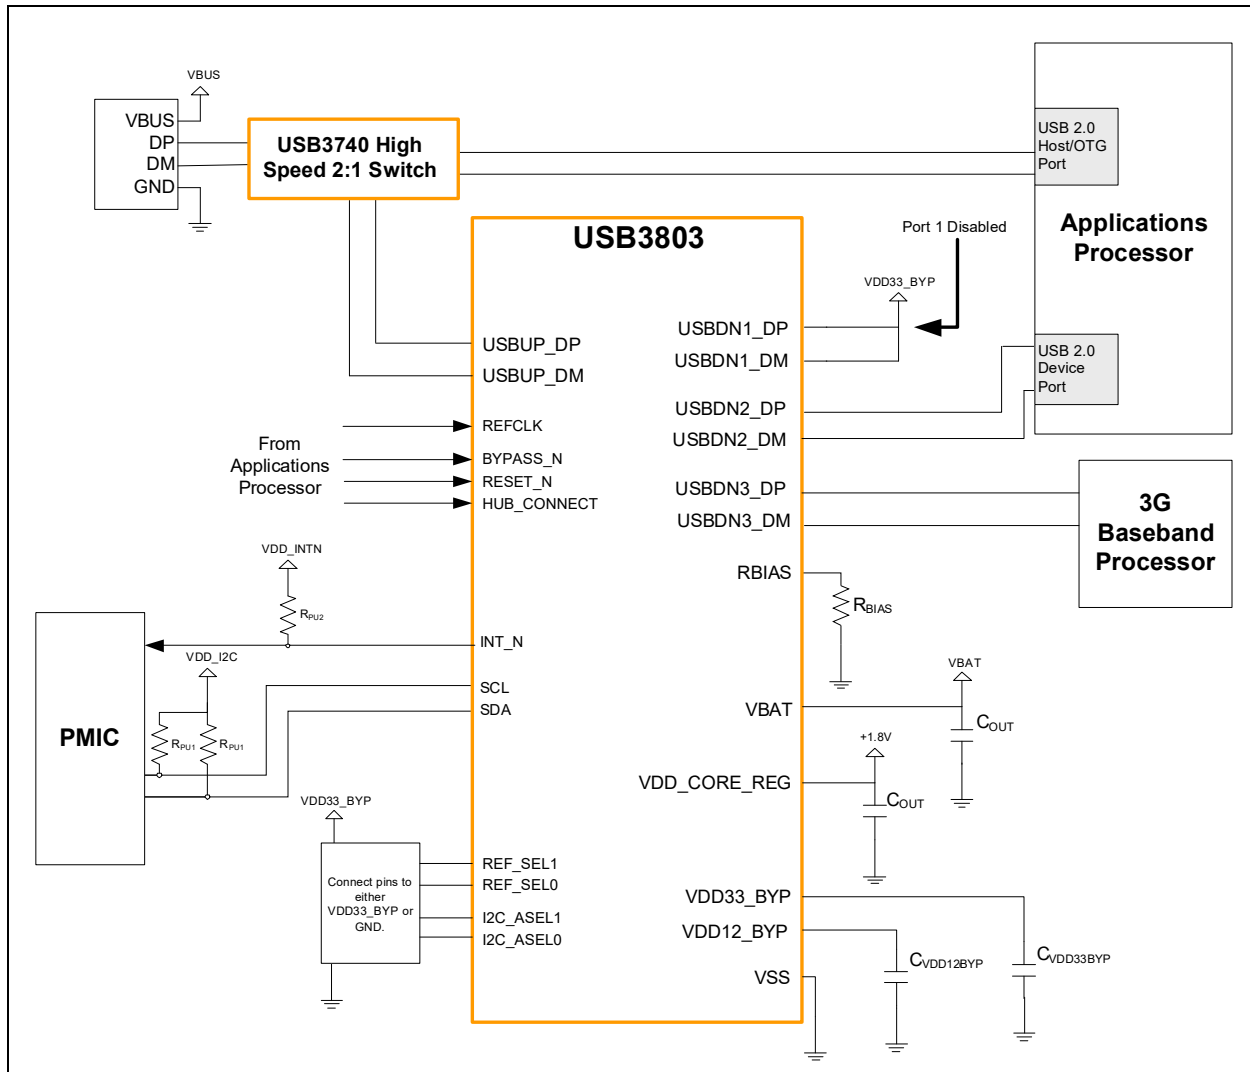 VBUS
VBUS
DP
DM
GND
USB3740 High
Speed 2:1 Switch
USB 2.0
Host/OTG
Port
Applications
Processor
USB 2.0
Device
Port
USB3803
Port 1 Disabled
VDD33_BYP
USBDN1_DP
USBDN1_DM
USBDN2_DP
USBDN2_DM
USBDN3_DP
USBDN3_DM
3G
Baseband
Processor
USBUP_DP
USBUP_DM
REFCLK
BYPASS_N
RESET_N
HUB_CONNECT
From
Applications
Processor
VDD_INTN
RPU2
INT_N
VDD_I2C
SCL
SDA
PMIC
RPU1
RPU1
RBIAS
RBIAS
VBAT
VBAT
COUT
+1.8V
VDD_CORE_REG
COUT
VDD33_BYP
Connect pins to
either
VDD33_BYP or
GND.
REF_SEL1
REF_SEL0
I2C_ASEL1
I2C_ASEL0
VDD33_BYP
VDD12_BYP
VSS
CVDD12BYP
CVDD33BYP